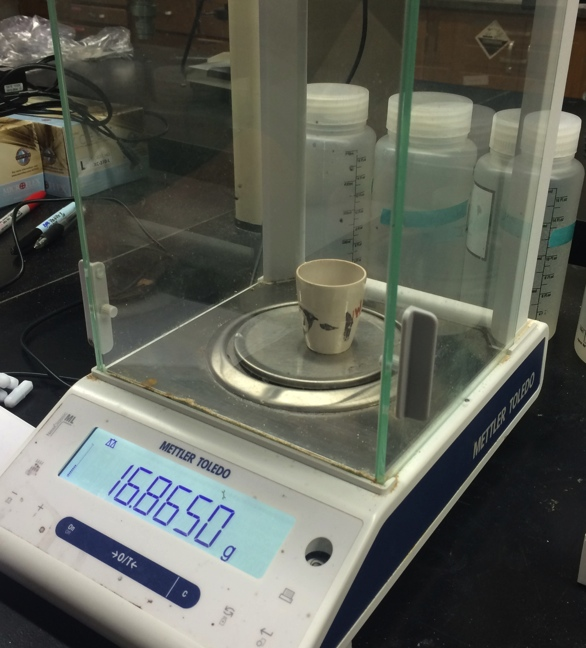 METTLER TOLEDO
16.8650 g
→0/T←
C
METTLER TOLEDO
L